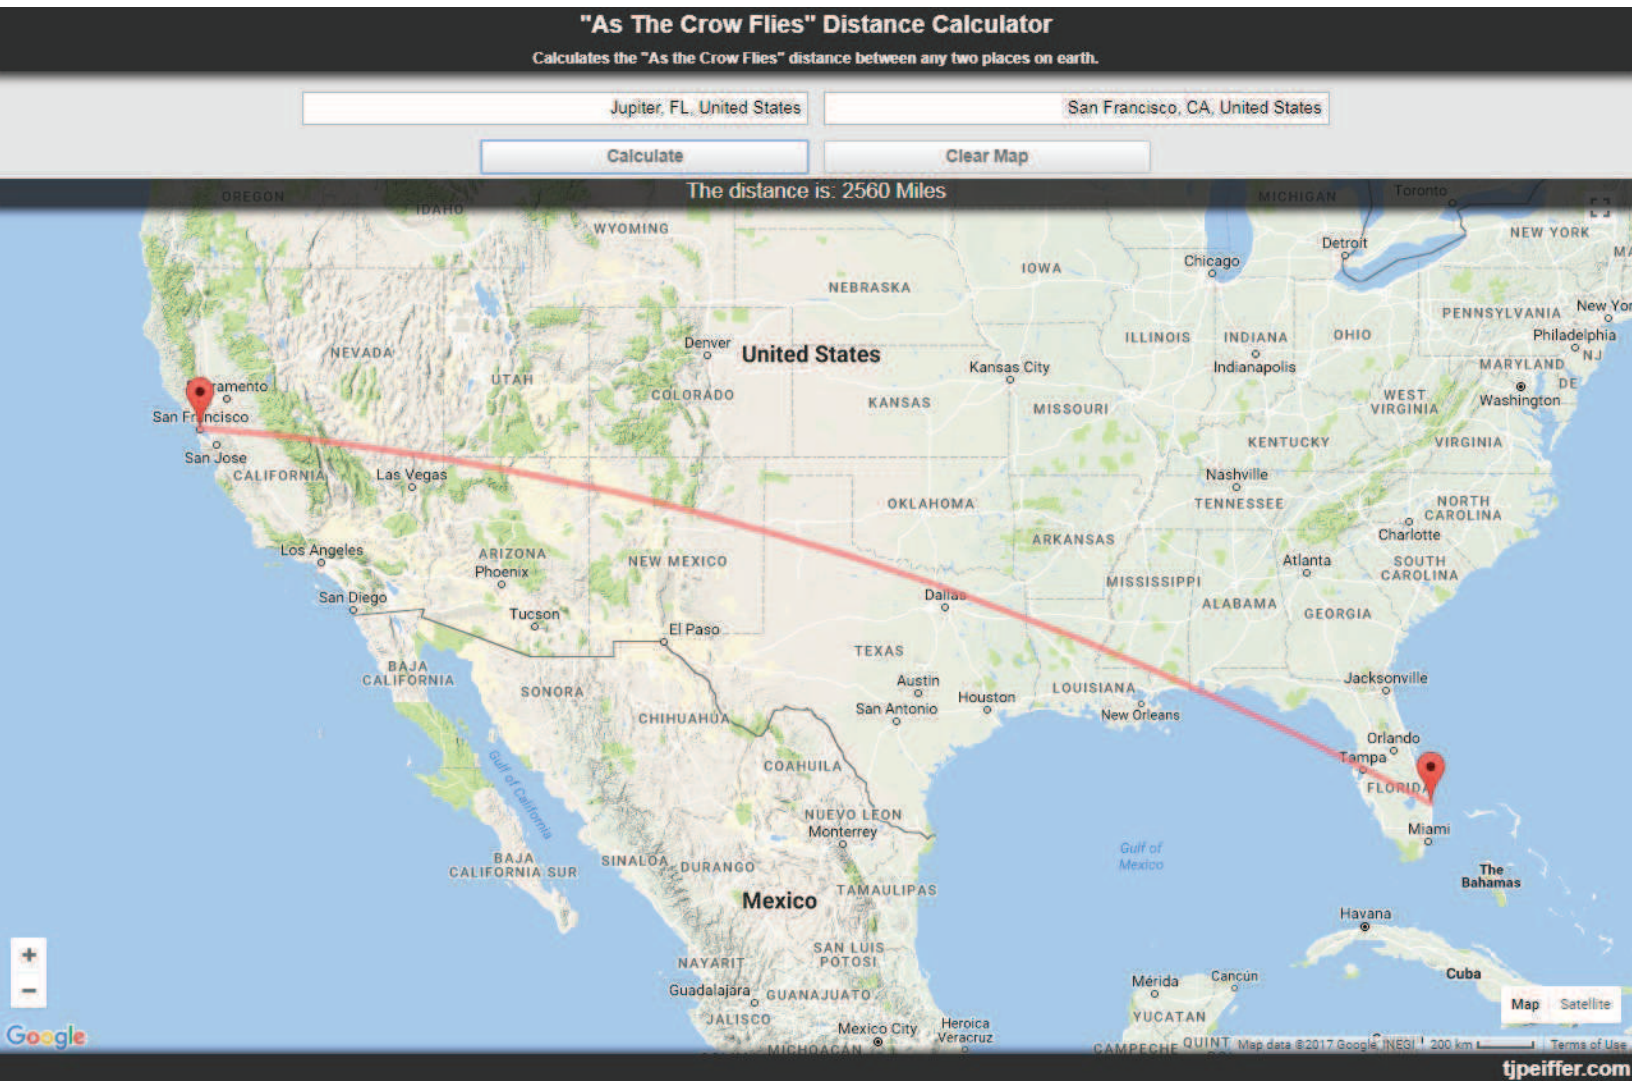 "As The Crow Flies" Distance Calculator
Calculates the "As the Crow Flies" distance between any two places on earth.
Jupiter, FL, United States
San Francisco, CA, United States
Calculate
Clear Map
The distance is: 2560 Miles
OREGON
IDAHO
WYOMING
MICHIGAN
Toronto
NEW YORK
MA
Detroit
Chicago
IOWA
NEBRASKA
PENNSYLVANIA
New Yor
Philadelphia
NJ
ILLINOIS
INDIANA
OHIO
Indianapolis
MARYLAND
DE
Washington
NEVADA
Denver
United States
Kansas City
UTAH
COLORADO
KANSAS
MISSOURI
WEST
VIRGINIA
ramento
San Francisco
San Jose
CALIFORNIA
Las Vegas
KENTUCKY
VIRGINIA
Nashville
TENNESSEE
OKLAHOMA
NORTH
CAROLINA
Charlotte
Los Angeles
ARIZONA
Phoenix
NEW MEXICO
ARKANSAS
Atlanta
SOUTH
CAROLINA
MISSISSIPPI
San Diego
Tucson
Dallas
ALABAMA
GEORGIA
El Paso
TEXAS
BAJA
CALIFORNIA
SONORA
Austin
San Antonio
Houston
LOUISIANA
New Orleans
Jacksonville
CHIHUAHUA
Orlando
Tampa
FLORIDA
COAHUILA
Gulf of California
NUEVO LEON
Monterrey
Miami
Gulf of
Mexico
BAJA
CALIFORNIA SUR
SINALOA
DURANGO
The
Bahamas
TAMAULIPAS
Mexico
Havana
SAN LUIS
POTOSI
NAYARIT
Cuba
Mérida
Cancún
Guadalajara
GUANAJUATO
Map
Satellite
JALISCO
Mexico City
Heroica
Veracruz
YUCATAN
MICHOACÁN
CAMPECHE
QUINT
Google
Map data ©2017 Google, INEGI
200 km
Terms of Use
tjpeiffer.com